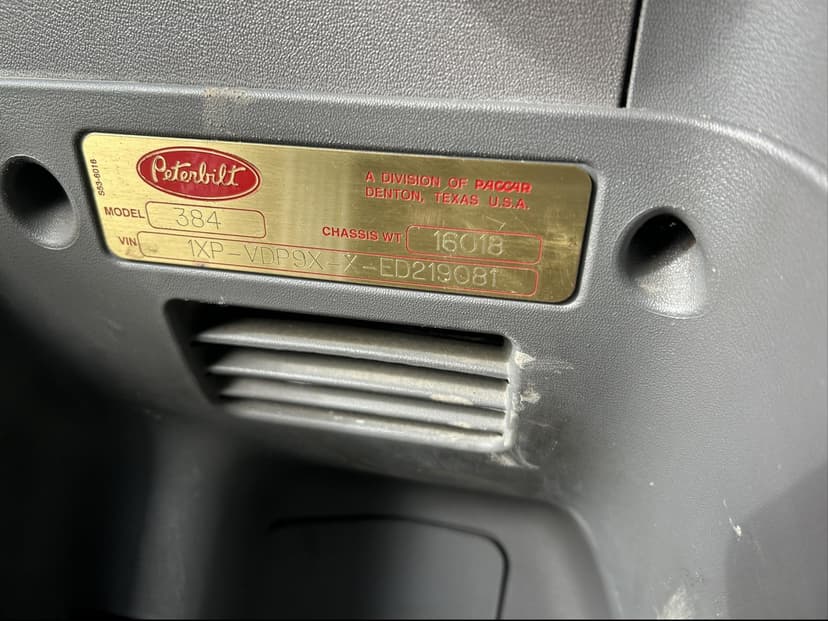 553-6016
Peterbilt
A DIVISION OF PACCAR
DENTON, TEXAS U.S.A.
MODEL 384
CHASSIS WT 16018
VIN 1XP-VDP9X-X-ED219081